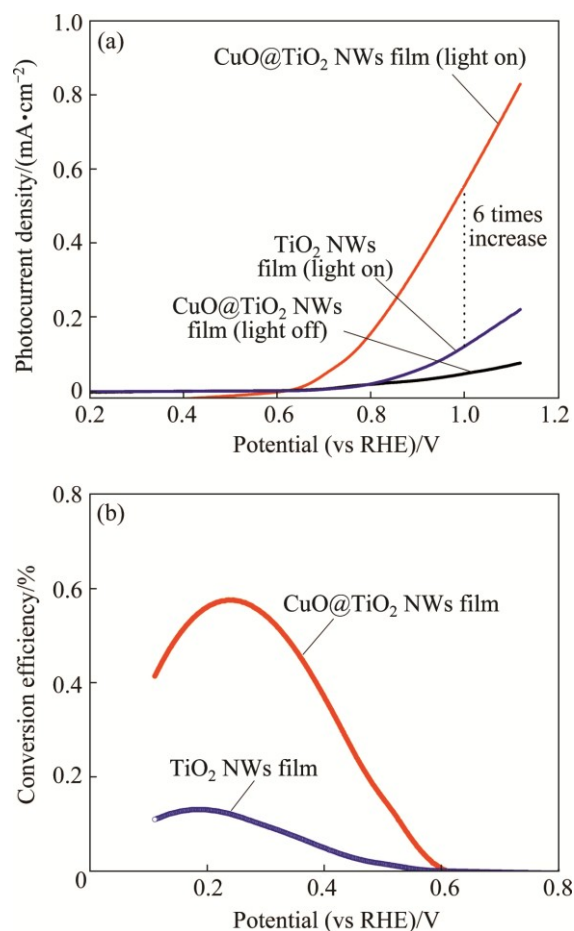 (a)
1.0
0.8
0.6
0.4
0.2
0
Photocurrent density/(mA•cm⁻²)
CuO@TiO₂ NWs film (light on)
6 times
increase
TiO₂ NWs
film (light on)
CuO@TiO₂ NWs
film (light off)
0.2 0.4 0.6 0.8 1.0 1.2
Potential (vs RHE)/V
(b)
0.8
0.6
0.4
0.2
0
Conversion efficiency/%
CuO@TiO₂ NWs film
TiO₂ NWs film
0.2 0.4 0.6 0.8
Potential (vs RHE)/V